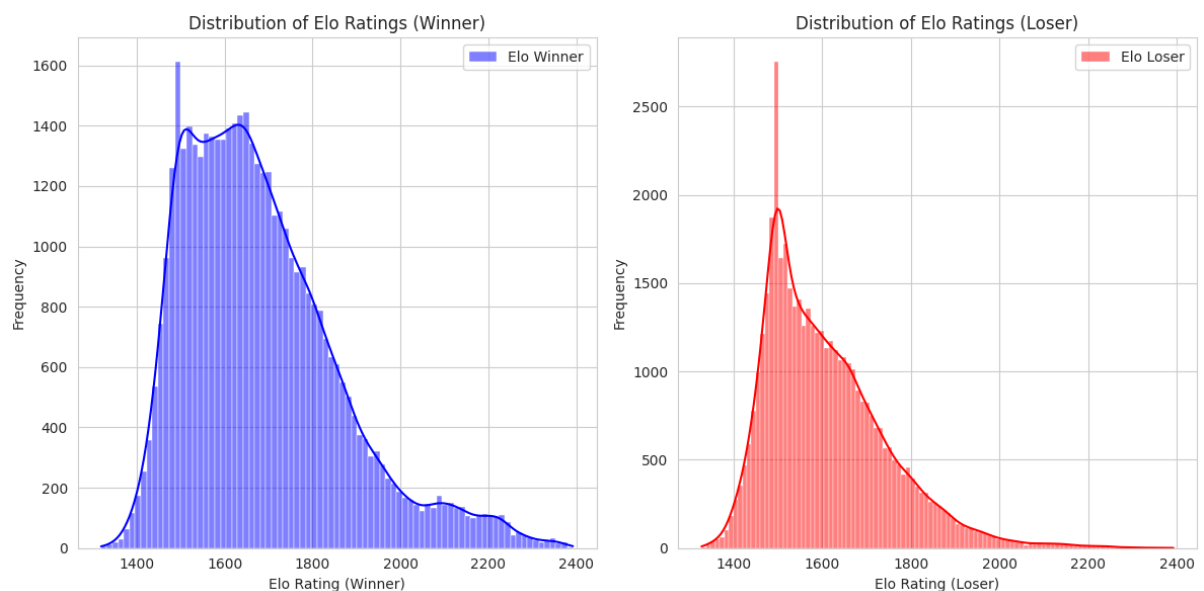 Distribution of Elo Ratings (Winner)
Elo Winner
Frequency
1600
1400
1200
1000
800
600
400
200
0
1400 1600 1800 2000 2200 2400
Elo Rating (Winner)
Distribution of Elo Ratings (Loser)
Elo Loser
Frequency
2500
2000
1500
1000
500
0
1400 1600 1800 2000 2200 2400
Elo Rating (Loser)